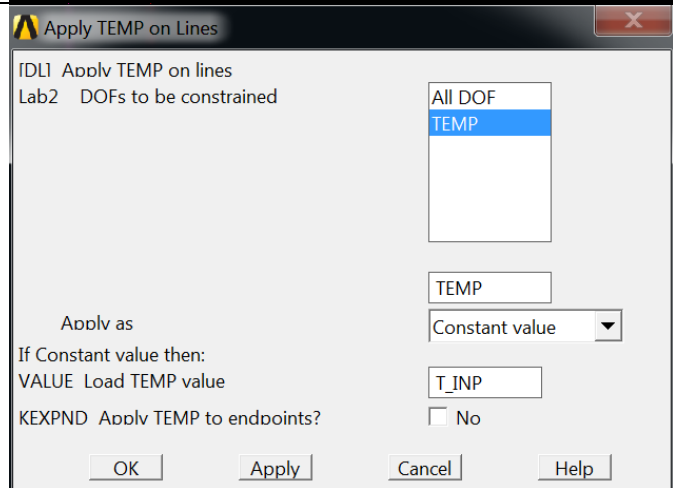 Apply TEMP on Lines
[DL] Apply TEMP on lines
Lab2 DOFs to be constrained
All DOF
TEMP
TEMP
Apply as
Constant value
If Constant value then:
VALUE Load TEMP value
T_INP
KEXPND Apply TEMP to endpoints?
No
OK
Apply
Cancel
Help